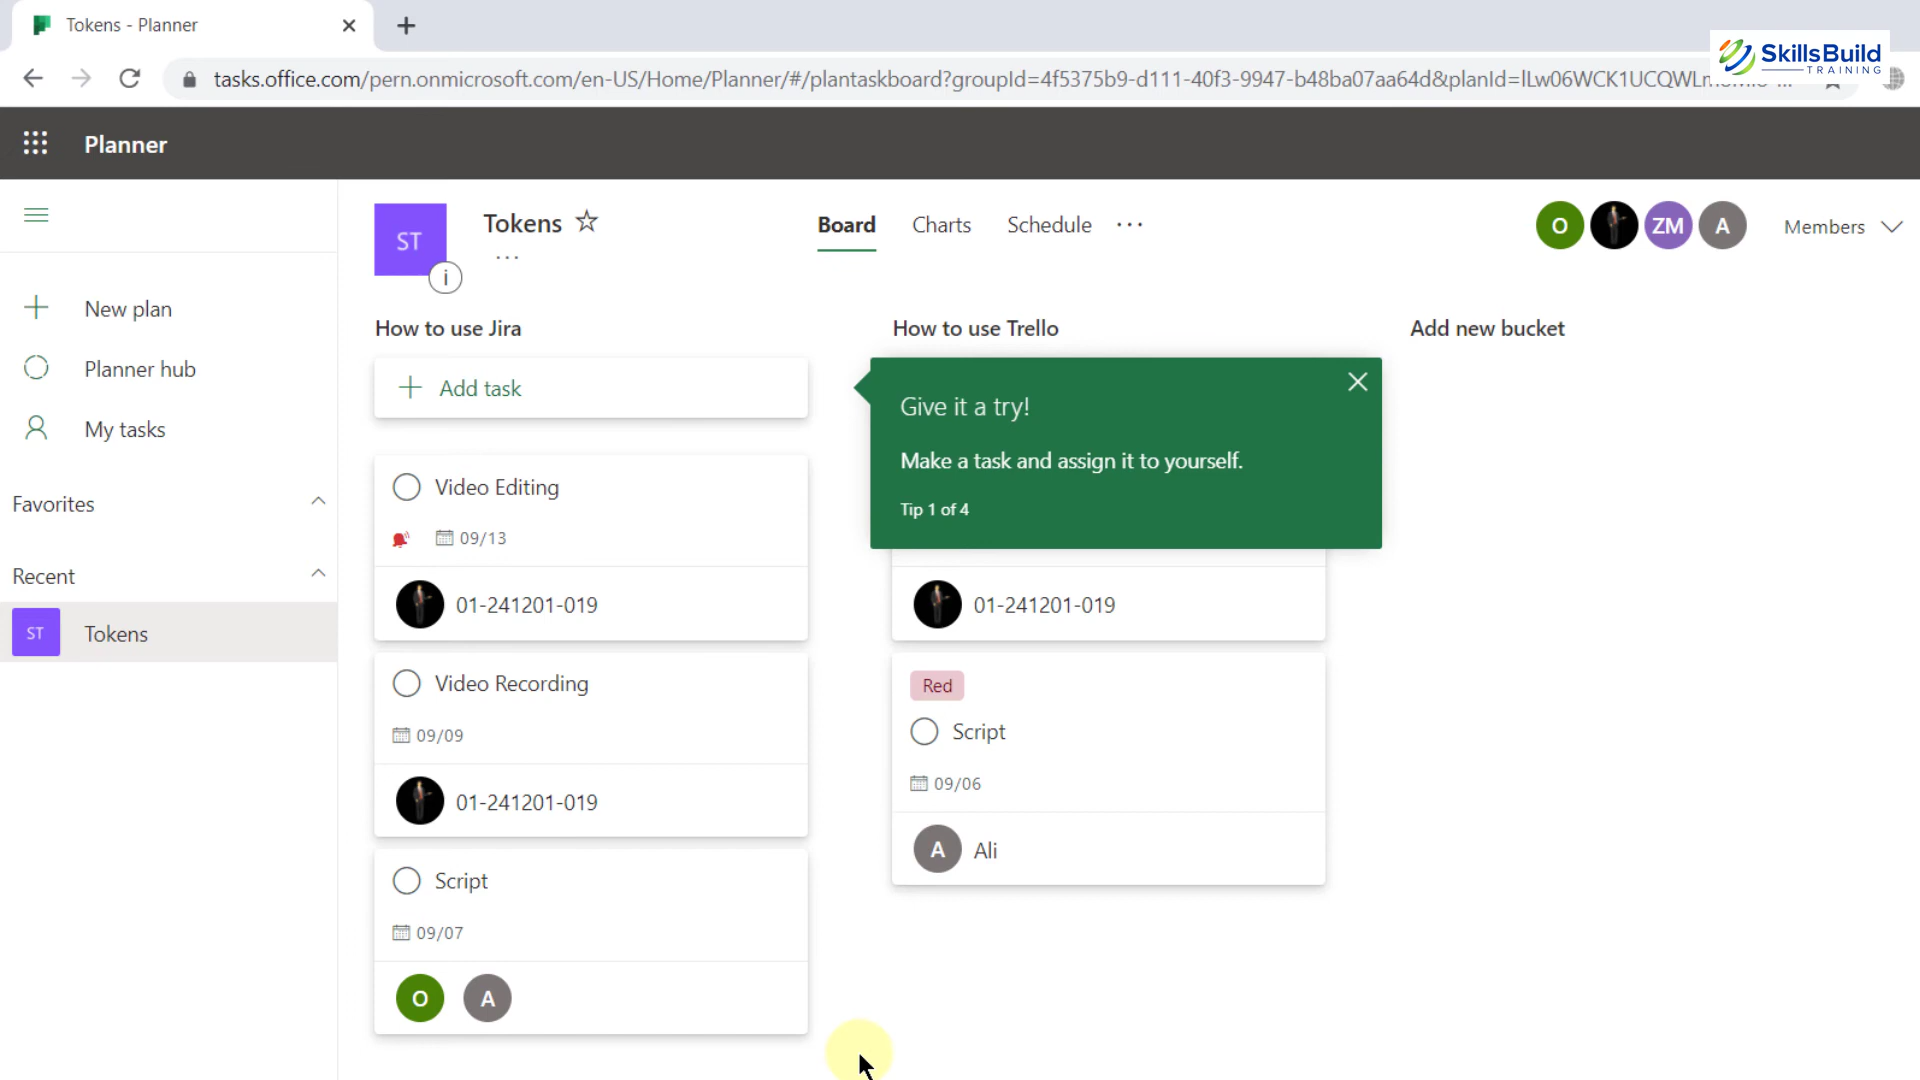 Tokens - Planner
tasks.office.com/pern.onmicrosoft.com/en-US/Home/Planner/#/plantaskboard?groupId=4f5375b9-d111-40f3-9947-b48ba07aa64d&planId=
SkillsBuild
TRAINING
Planner
ST
Tokens
Board
Charts
Schedule
O
ZM
A
Members
New plan
Planner hub
My tasks
Favorites
Recent
ST
Tokens
How to use Jira
Add task
Video Editing
09/13
01-241201-019
Video Recording
09/09
01-241201-019
Script
09/07
O
A
How to use Trello
Give it a try!
Make a task and assign it to yourself.
Tip 1 of 4
01-241201-019
Red
Script
09/06
A
Ali
Add new bucket